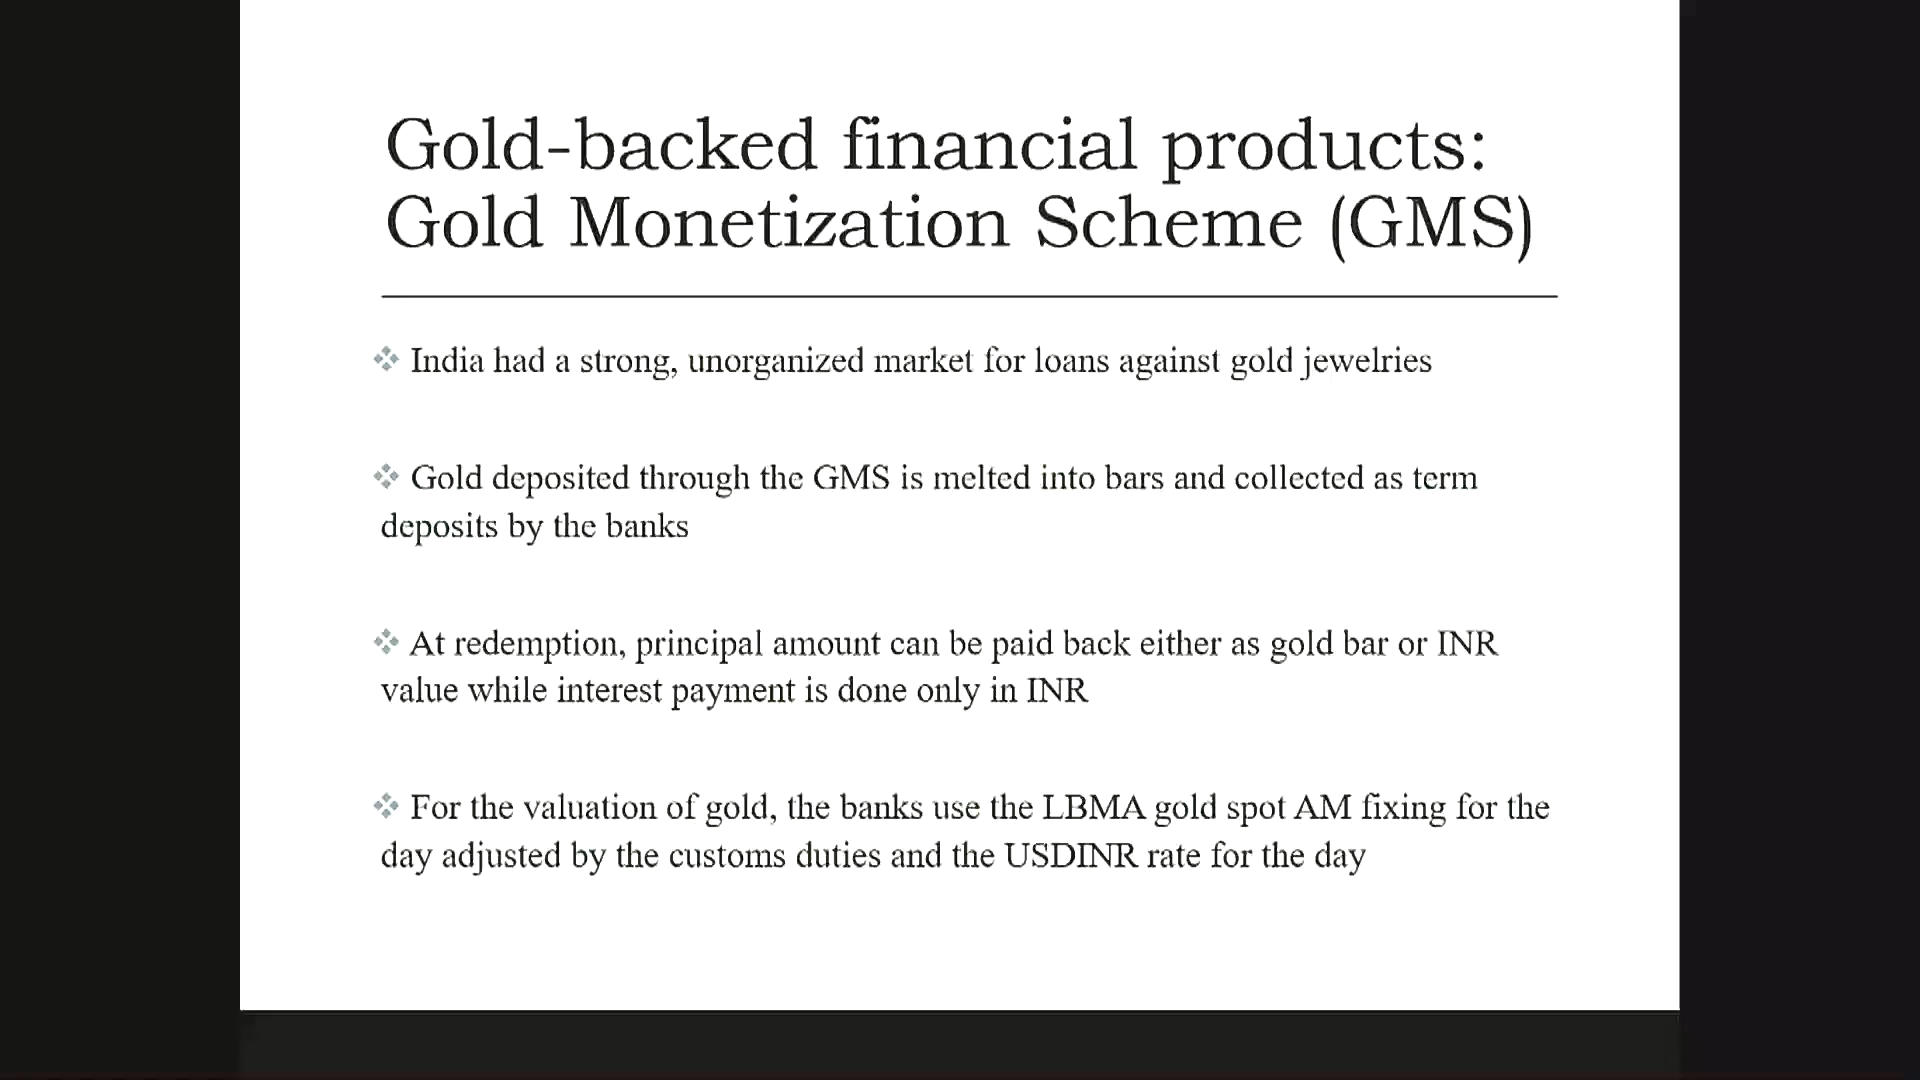 Gold-backed financial products:
Gold Monetization Scheme (GMS)
India had a strong, unorganized market for loans against gold jewelries
Gold deposited through the GMS is melted into bars and collected as term
deposits by the banks
At redemption, principal amount can be paid back either as gold bar or INR
value while interest payment is done only in INR
For the valuation of gold, the banks use the LBMA gold spot AM fixing for the
day adjusted by the customs duties and the USDINR rate for the day